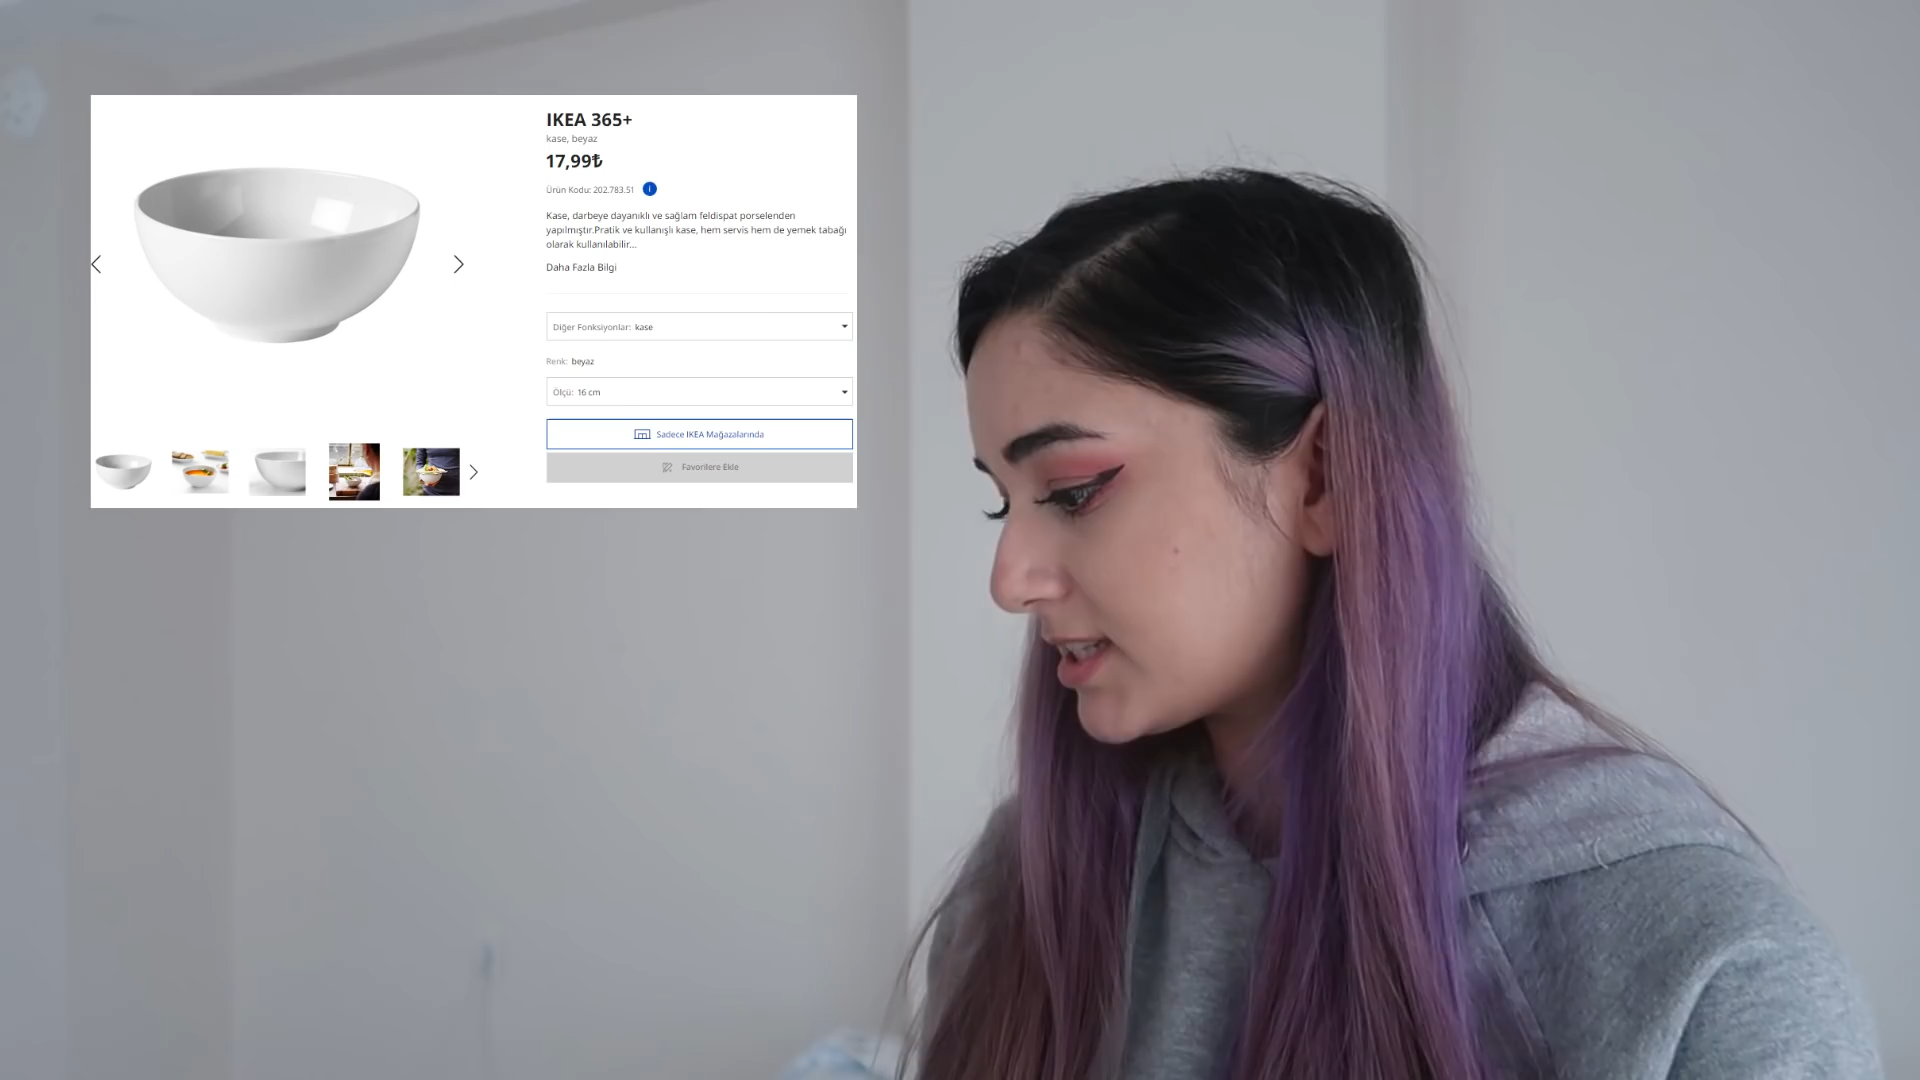 IKEA 365+
kase, beyaz
17,99₺
Ürün Kodu: 202.783.51
i
Kase, darbeye dayanıklı ve sağlam feldispat porselenden
yapılmıştır.Pratik ve kullanışlı kase, hem servis hem de yemek tabağı
olarak kullanılabilir...
Daha Fazla Bilgi
Diğer Fonksiyonlar: kase
Renk: beyaz
Ölçü: 16 cm
Sadece IKEA Mağazalarında
Favorilere Ekle